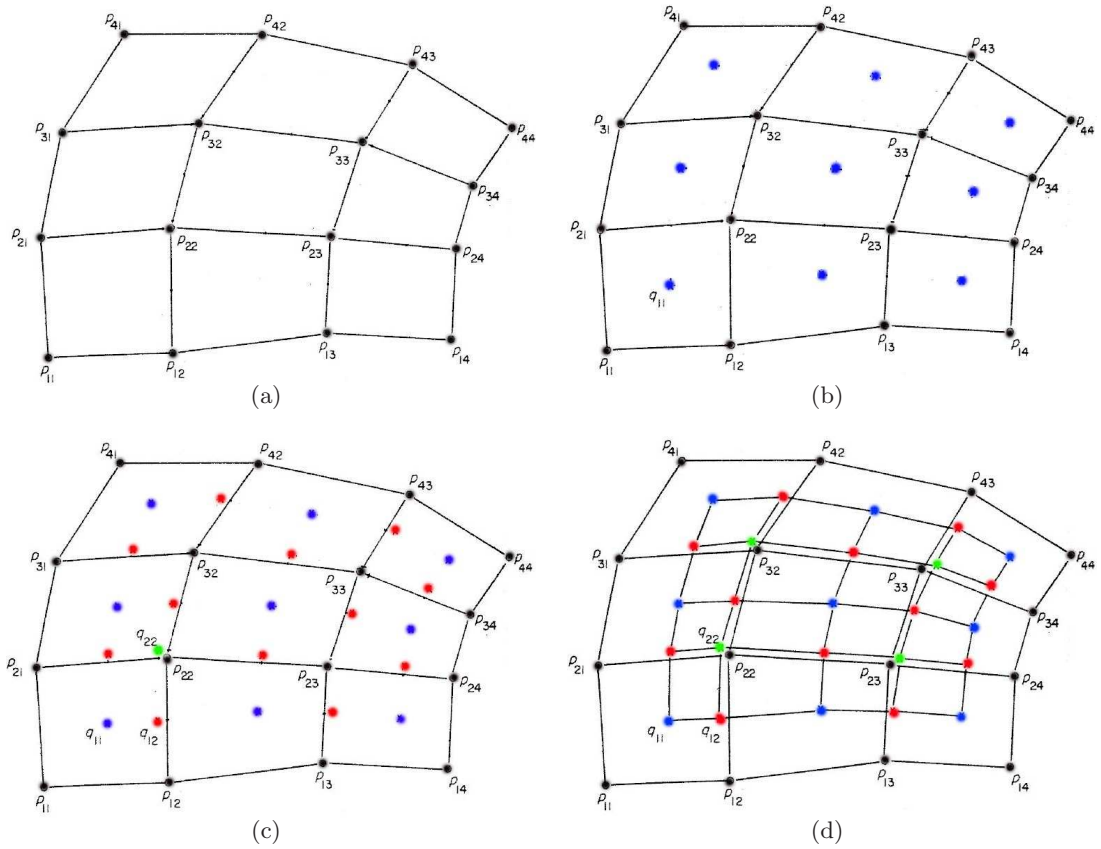 p41 p42 p43
p31 p32 p33 p44
p34
p21 p22 p23 p24
p11 p12 p13 p14
(a)
p41 p42 p43
p31 p32 p33 p44
p34
p21 p22 p23 p24
q11
p11 p12 p13 p14
(b)
p41 p42 p43
p31 p32 p33 p44
p34
q22
p21 p22 p23 p24
q11 q12
p11 p12 p13 p14
(c)
p41 p42 p43
p31 p32 p33 p44
p34
q22
p21 p22 p23 p24
q11 q12
p11 p12 p13 p14
(d)